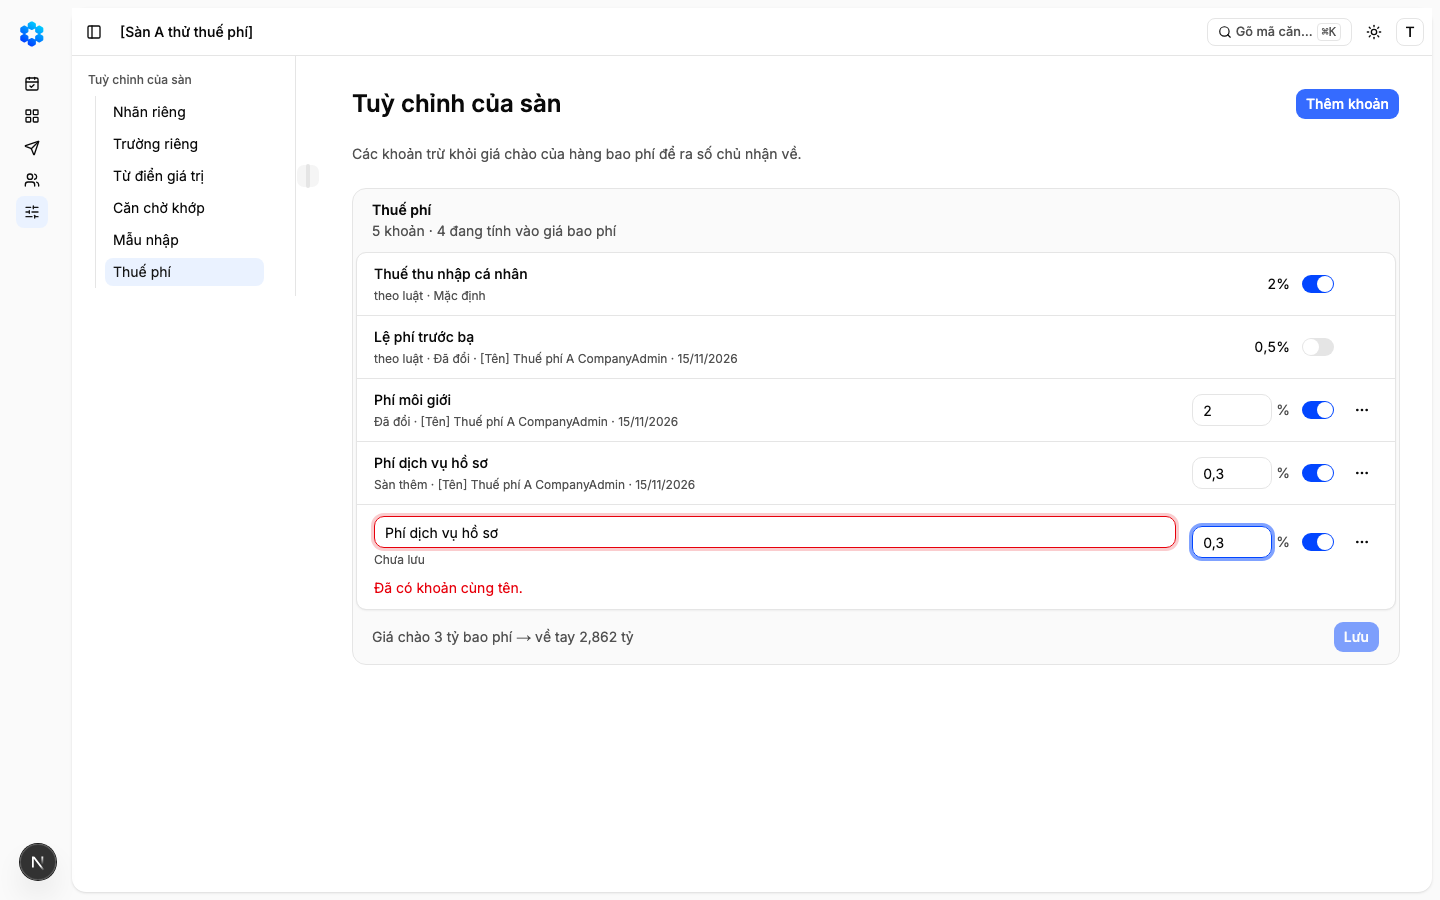 [Sàn A thử thuế phí]
Gõ mã căn... ⌘K
T
Tuỳ chỉnh của sàn
Nhãn riêng
Trường riêng
Từ điển giá trị
Căn chờ khớp
Mẫu nhập
Thuế phí
Tuỳ chỉnh của sàn
Thêm khoản
Các khoản trừ khỏi giá chào của hàng bao phí để ra số chủ nhận về.
Thuế phí
5 khoản · 4 đang tính vào giá bao phí
Thuế thu nhập cá nhân
theo luật · Mặc định
2%
Lệ phí trước bạ
theo luật · Đã đổi · [Tên] Thuế phí A CompanyAdmin · 15/11/2026
0,5%
Phí môi giới
Đã đổi · [Tên] Thuế phí A CompanyAdmin · 15/11/2026
2 %
Phí dịch vụ hồ sơ
Sàn thêm · [Tên] Thuế phí A CompanyAdmin · 15/11/2026
0,3 %
Phí dịch vụ hồ sơ
0,3 %
Chưa lưu
Đã có khoản cùng tên.
Giá chào 3 tỷ bao phí → về tay 2,862 tỷ
Lưu
N